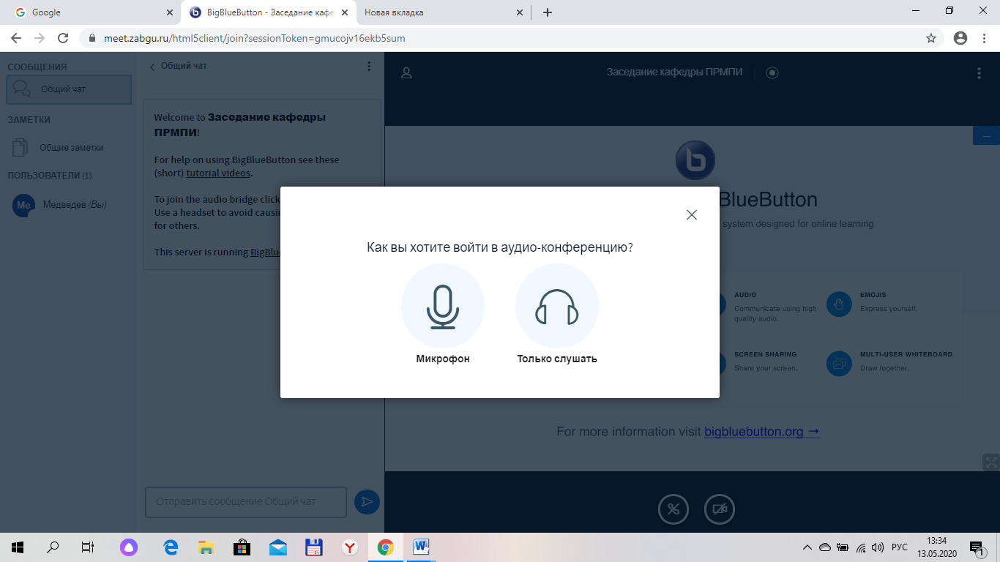 Google
BigBlueButton - Заседание кафе
Новая вкладка
meet.zabgu.ru/html5client/join?sessionToken=gmucojv16ekb5sum
СООБЩЕНИЯ
Общий чат
ЗАМЕТКИ
Общие заметки
ПОЛЬЗОВАТЕЛИ (1)
Ме
Медведев (Вы)
Общий чат
Welcome to Заседание кафедры
ПРМПИ!
For help on using BigBlueButton see these
(short) tutorial videos.
To join the audio bridge click
Use a headset to avoid
for others.
This server is running
Отправить сообщение Общий чат
Заседание кафедры ПРМПИ
BlueButton
system designed for online learning
AUDIO
Communicate using high
quality audio.
EMOJIS
Express yourself.
SCREEN SHARING
Share your screen.
MULTI-USER WHITEBOARD
Draw together.
For more information visit bigbluebutton.org →
Как вы хотите войти в аудио-конференцию?
Микрофон
Только слушать
РУС
13:34
13.05.2020
1